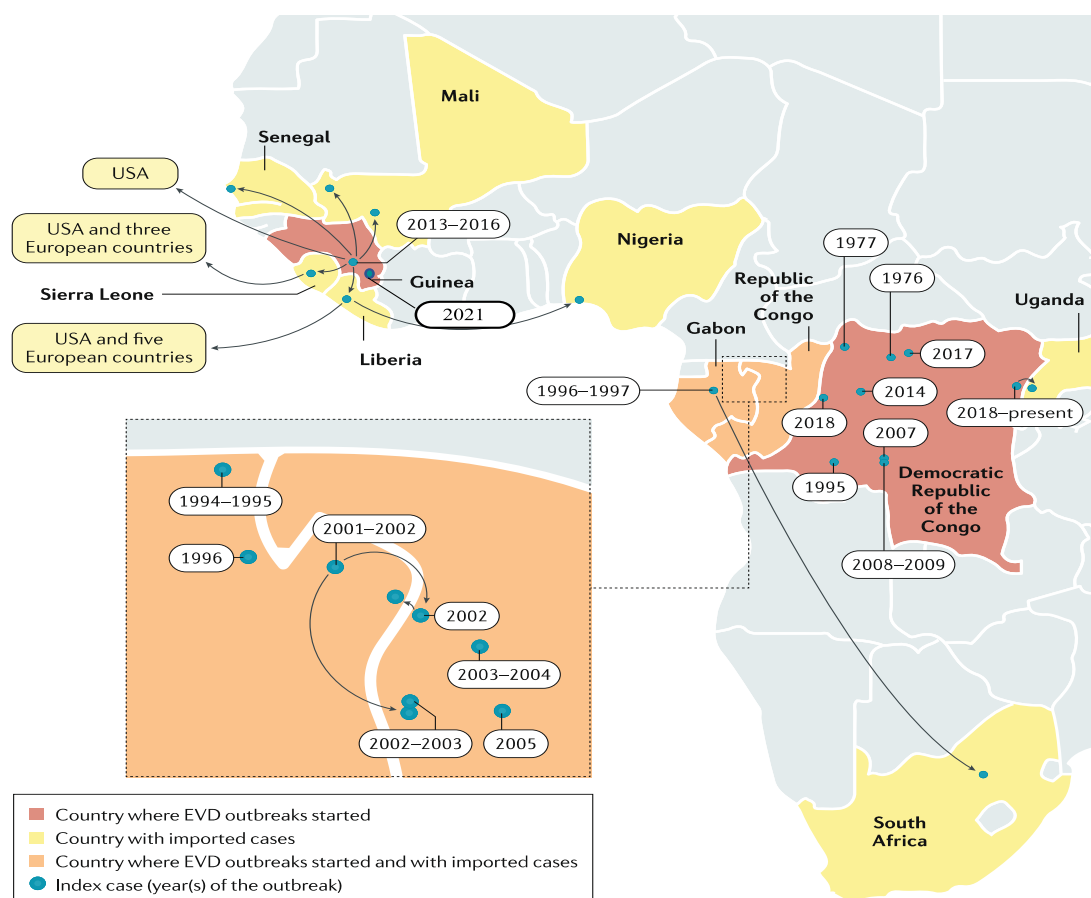 Mali
Senegal
USA
USA and three
European countries
2013–2016
Nigeria
Guinea
Sierra Leone
2021
USA and five
European countries
Liberia
1977
1976
Republic
of the
Congo
Uganda
Gabon
2017
1996–1997
2014
2018–present
2018
2007
1995
Democratic
Republic
of the
Congo
2008–2009
1994–1995
2001–2002
1996
2002
2003–2004
2002–2003
2005
South
Africa
Country where EVD outbreaks started
Country with imported cases
Country where EVD outbreaks started and with imported cases
Index case (year(s) of the outbreak)